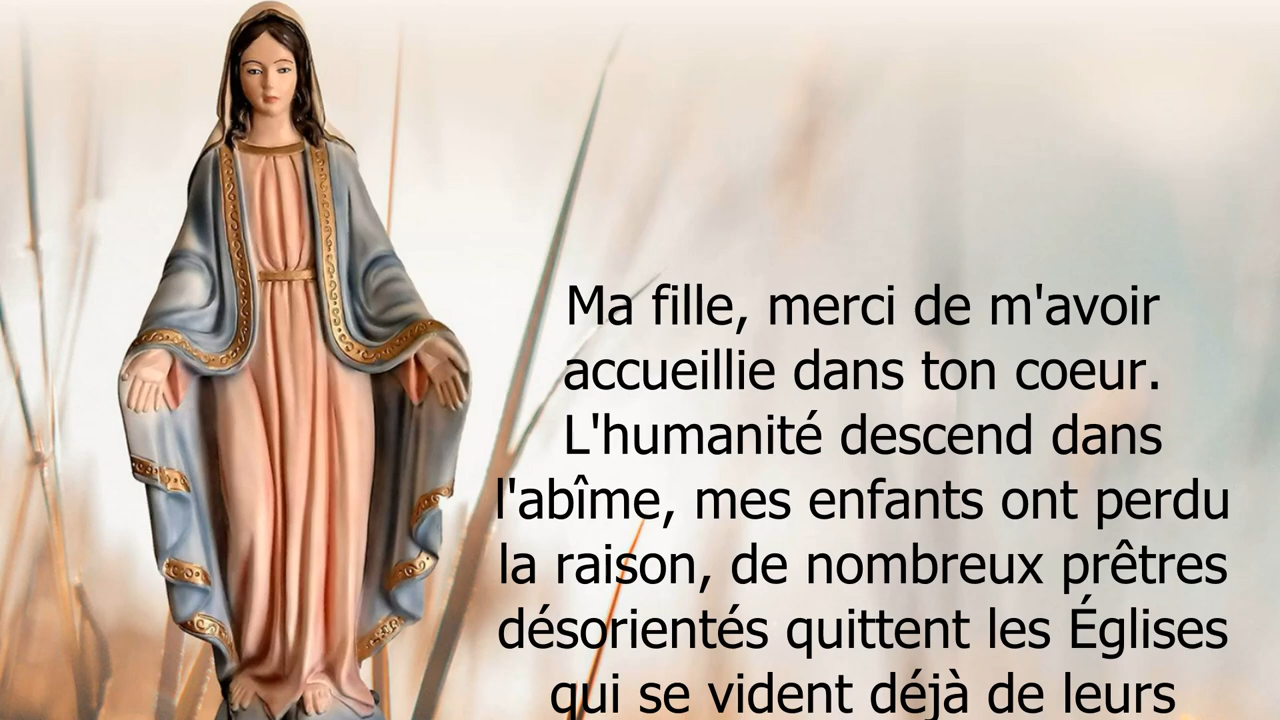 Ma fille, merci de m'avoir
accueillie dans ton coeur.
L'humanité descend dans
l'abîme, mes enfants ont perdu
la raison, de nombreux prêtres
désorientés quittent les Églises
qui se vident déjà de leurs